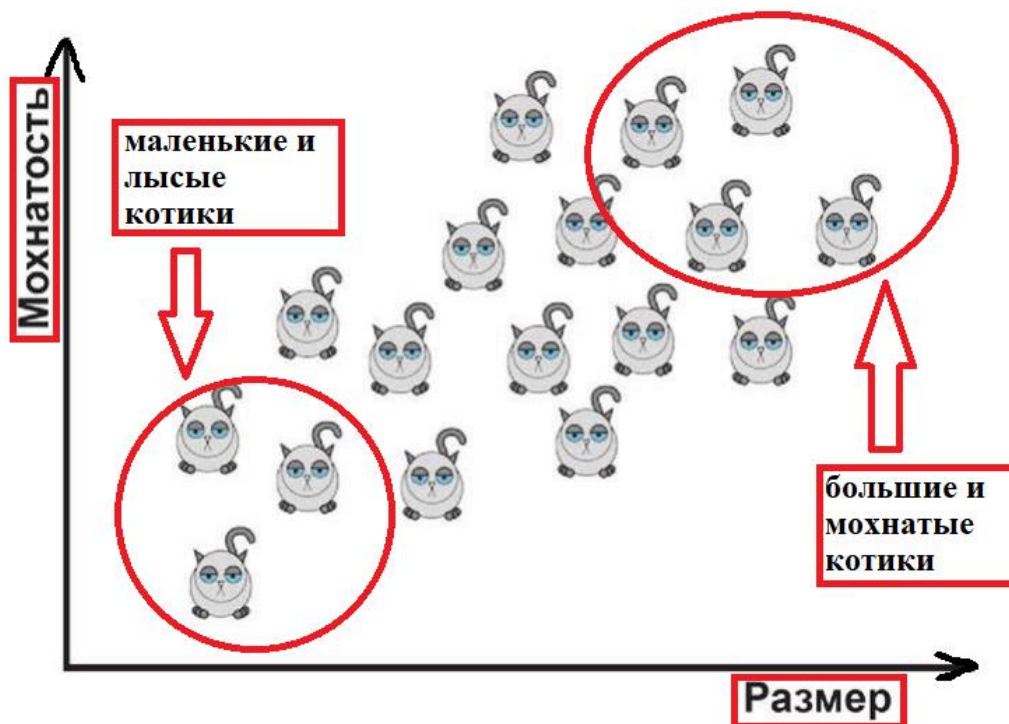 Мохнатость
маленькие и
лысые
котики
большие и
мохнатые
котики
Размер